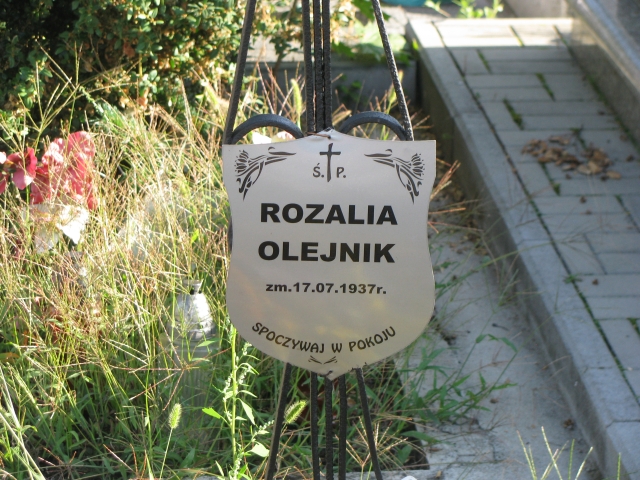 Ś. P.
ROZALIA
OLEJNIK
zm.17.07.1937r.
SPOCZYWAJ W POKOJU